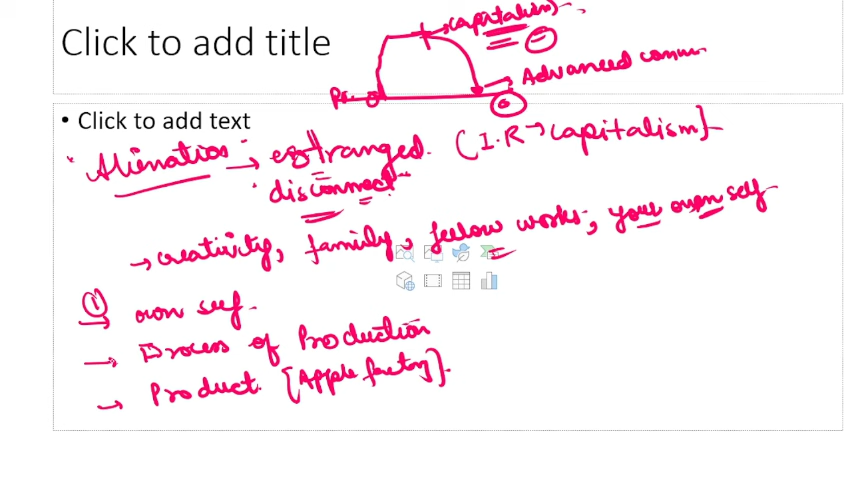 capitalism
Click to add title
Advanced comm
• Click to add text
Alienation → estranged. (I.R → capitalism)
disconnect
→ creativity, family, fellow works, your own self
① own self.
→ Process of Production
→ Product. [Apple factory].